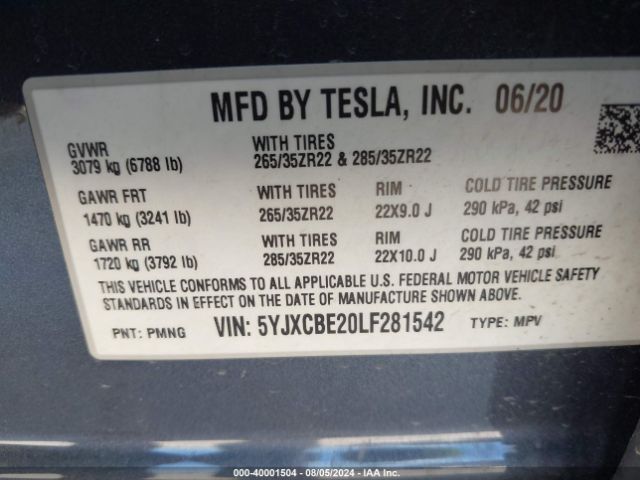 MFD BY TESLA, INC. 06/20
GVWR
3079 kg (6788 lb)
WITH TIRES
265/35ZR22 & 285/35ZR22
GAWR FRT
1470 kg (3241 lb)
WITH TIRES
265/35ZR22
RIM
22X9.0 J
COLD TIRE PRESSURE
290 kPa, 42 psi
GAWR RR
1720 kg (3792 lb)
WITH TIRES
285/35ZR22
RIM
22X10.0 J
COLD TIRE PRESSURE
290 kPa, 42 psi
THIS VEHICLE CONFORMS TO ALL APPLICABLE U.S. FEDERAL MOTOR VEHICLE SAFETY
STANDARDS IN EFFECT ON THE DATE OF MANUFACTURE SHOWN ABOVE.
PNT: PMNG VIN: 5YJXCBE20LF281542 TYPE: MPV
000-40001504 - 08/05/2024 - IAA Inc.